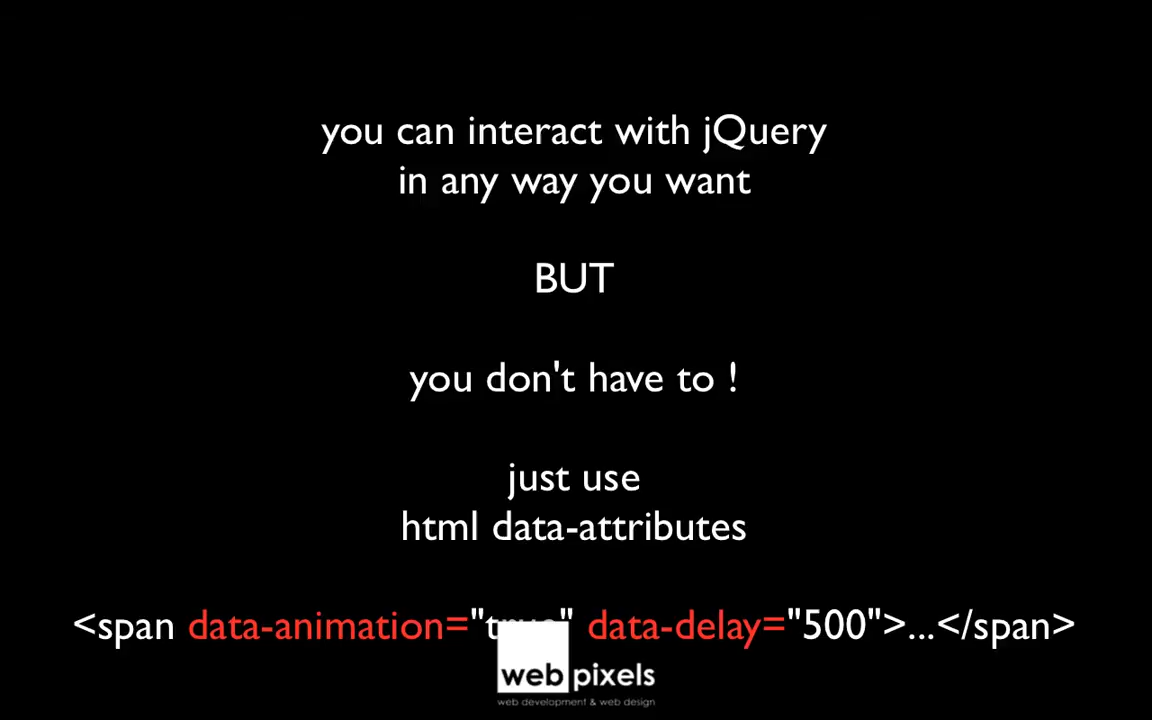 you can interact with jQuery
in any way you want
BUT
you don't have to !
just use
html data-attributes
<span data-animation="true" data-delay="500">...</span>
web pixels
web development & web design